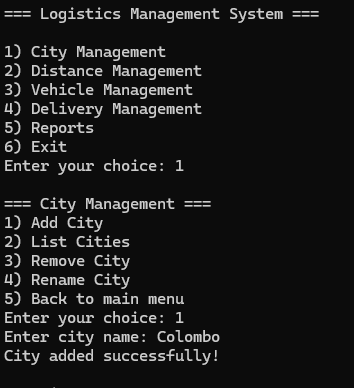 === Logistics Management System ===
1) City Management
2) Distance Management
3) Vehicle Management
4) Delivery Management
5) Reports
6) Exit
Enter your choice: 1
=== City Management ===
1) Add City
2) List Cities
3) Remove City
4) Rename City
5) Back to main menu
Enter your choice: 1
Enter city name: Colombo
City added successfully!